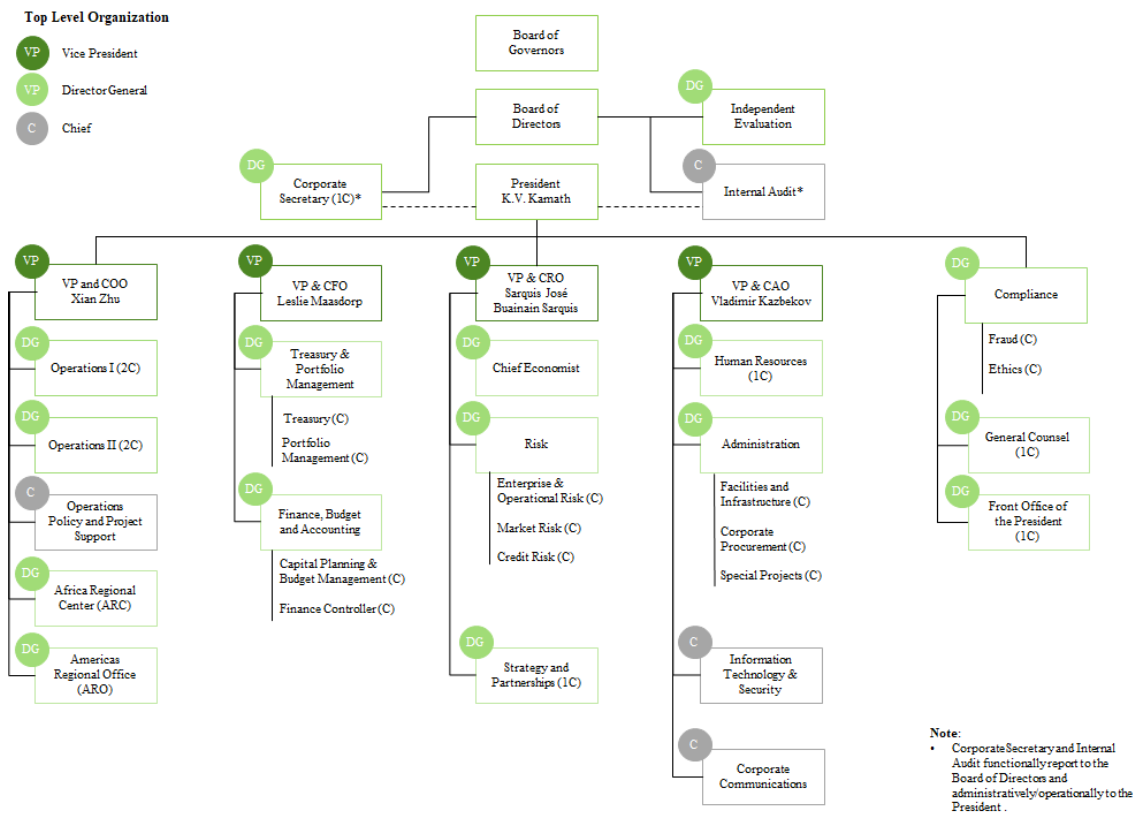 Top Level Organization
VP
Vice President
VP
Director General
C
Chief
Board of
Governors
Board of
Directors
DG
Independent
Evaluation
DG
Corporate
Secretary (1C)*
President
K.V. Kamath
C
Internal Audit*
VP
VP and COO
Xian Zhu
DG
Operations I (2C)
DG
Operations II (2C)
C
Operations
Policy and Project
Support
DG
Africa Regional
Center (ARC)
DG
Americas
Regional Office
(ARO)
VP
VP & CFO
Leslie Maasdorp
DG
Treasury &
Portfolio
Management
Treasury (C)
Portfolio
Management (C)
DG
Finance, Budget
and Accounting
Capital Planning &
Budget Management (C)
Finance Controller (C)
VP
VP & CRO
Sarquis José
Buainain Sarquis
DG
Chief Economist
DG
Risk
Enterprise &
Operational Risk (C)
Market Risk (C)
Credit Risk (C)
DG
Strategy and
Partnerships (1C)
VP
VP & CAO
Vladimir Kazbekov
DG
Human Resources
(1C)
DG
Administration
Facilities and
Infrastructure (C)
Corporate
Procurement (C)
Special Projects (C)
C
Information
Technology &
Security
C
Corporate
Communications
DG
Compliance
Fraud (C)
Ethics (C)
DG
General Counsel
(1C)
DG
Front Office of
the President
(1C)
Note:
• Corporate Secretary and Internal
Audit functionally report to the
Board of Directors and
administratively/operationally to the
President .